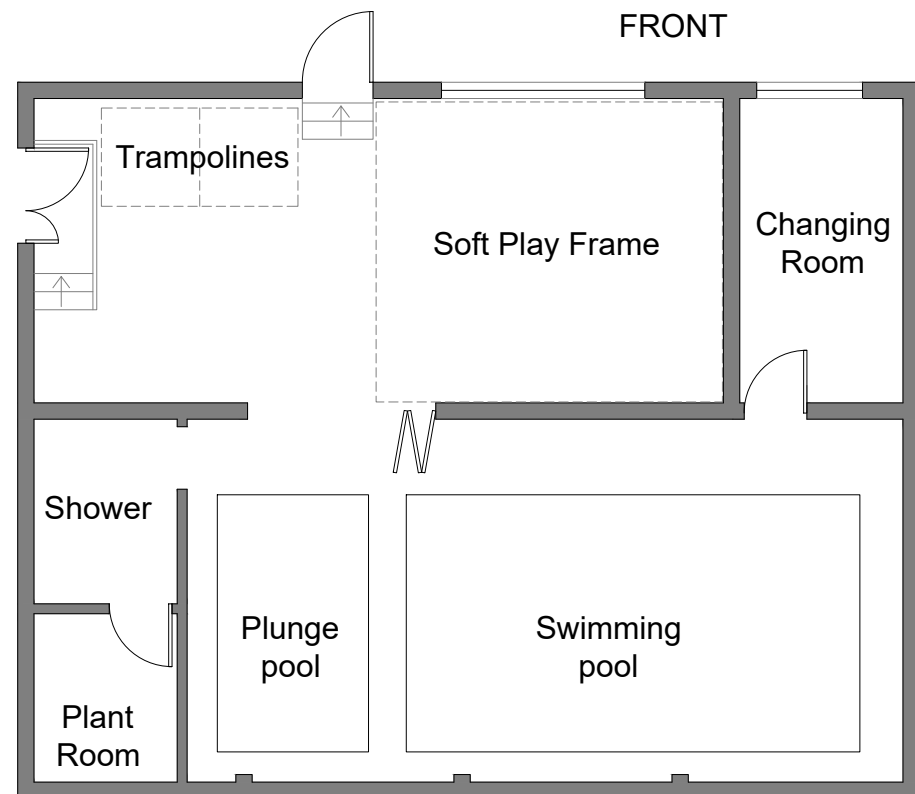 FRONT
Trampolines
Soft Play Frame
Changing
Room
Shower
Plunge
pool
Swimming
pool
Plant
Room